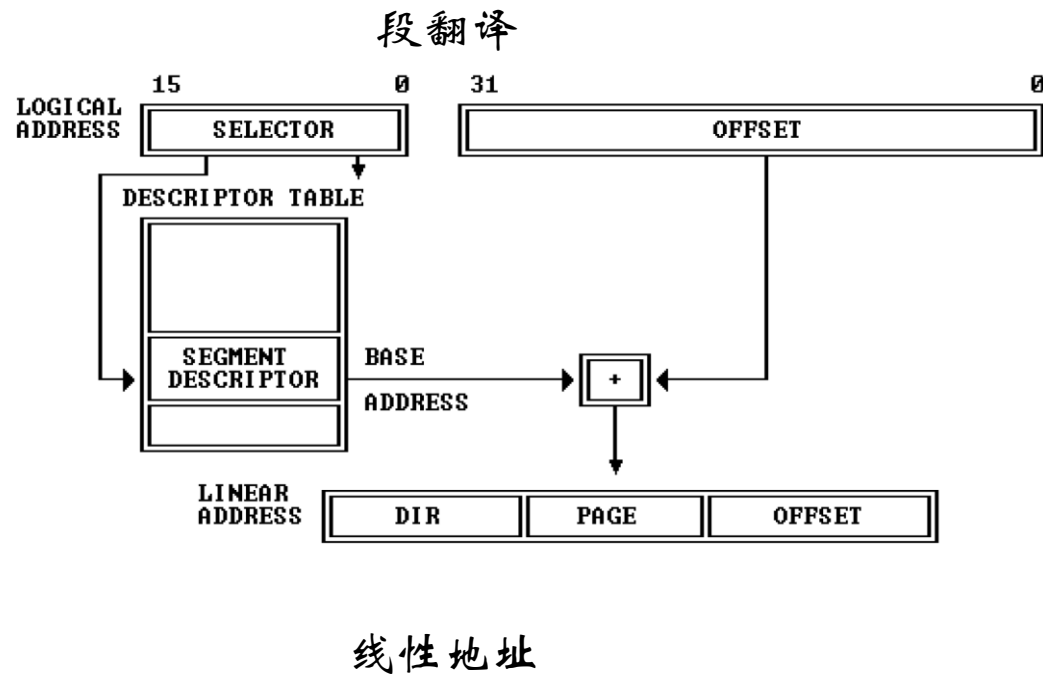 段翻译
15 0 31 0
LOGICAL
ADDRESS
SELECTOR
OFFSET
DESCRIPTOR TABLE
SEGMENT
DESCRIPTOR
BASE
ADDRESS
+
LINEAR
ADDRESS
DIR
PAGE
OFFSET
线性地址